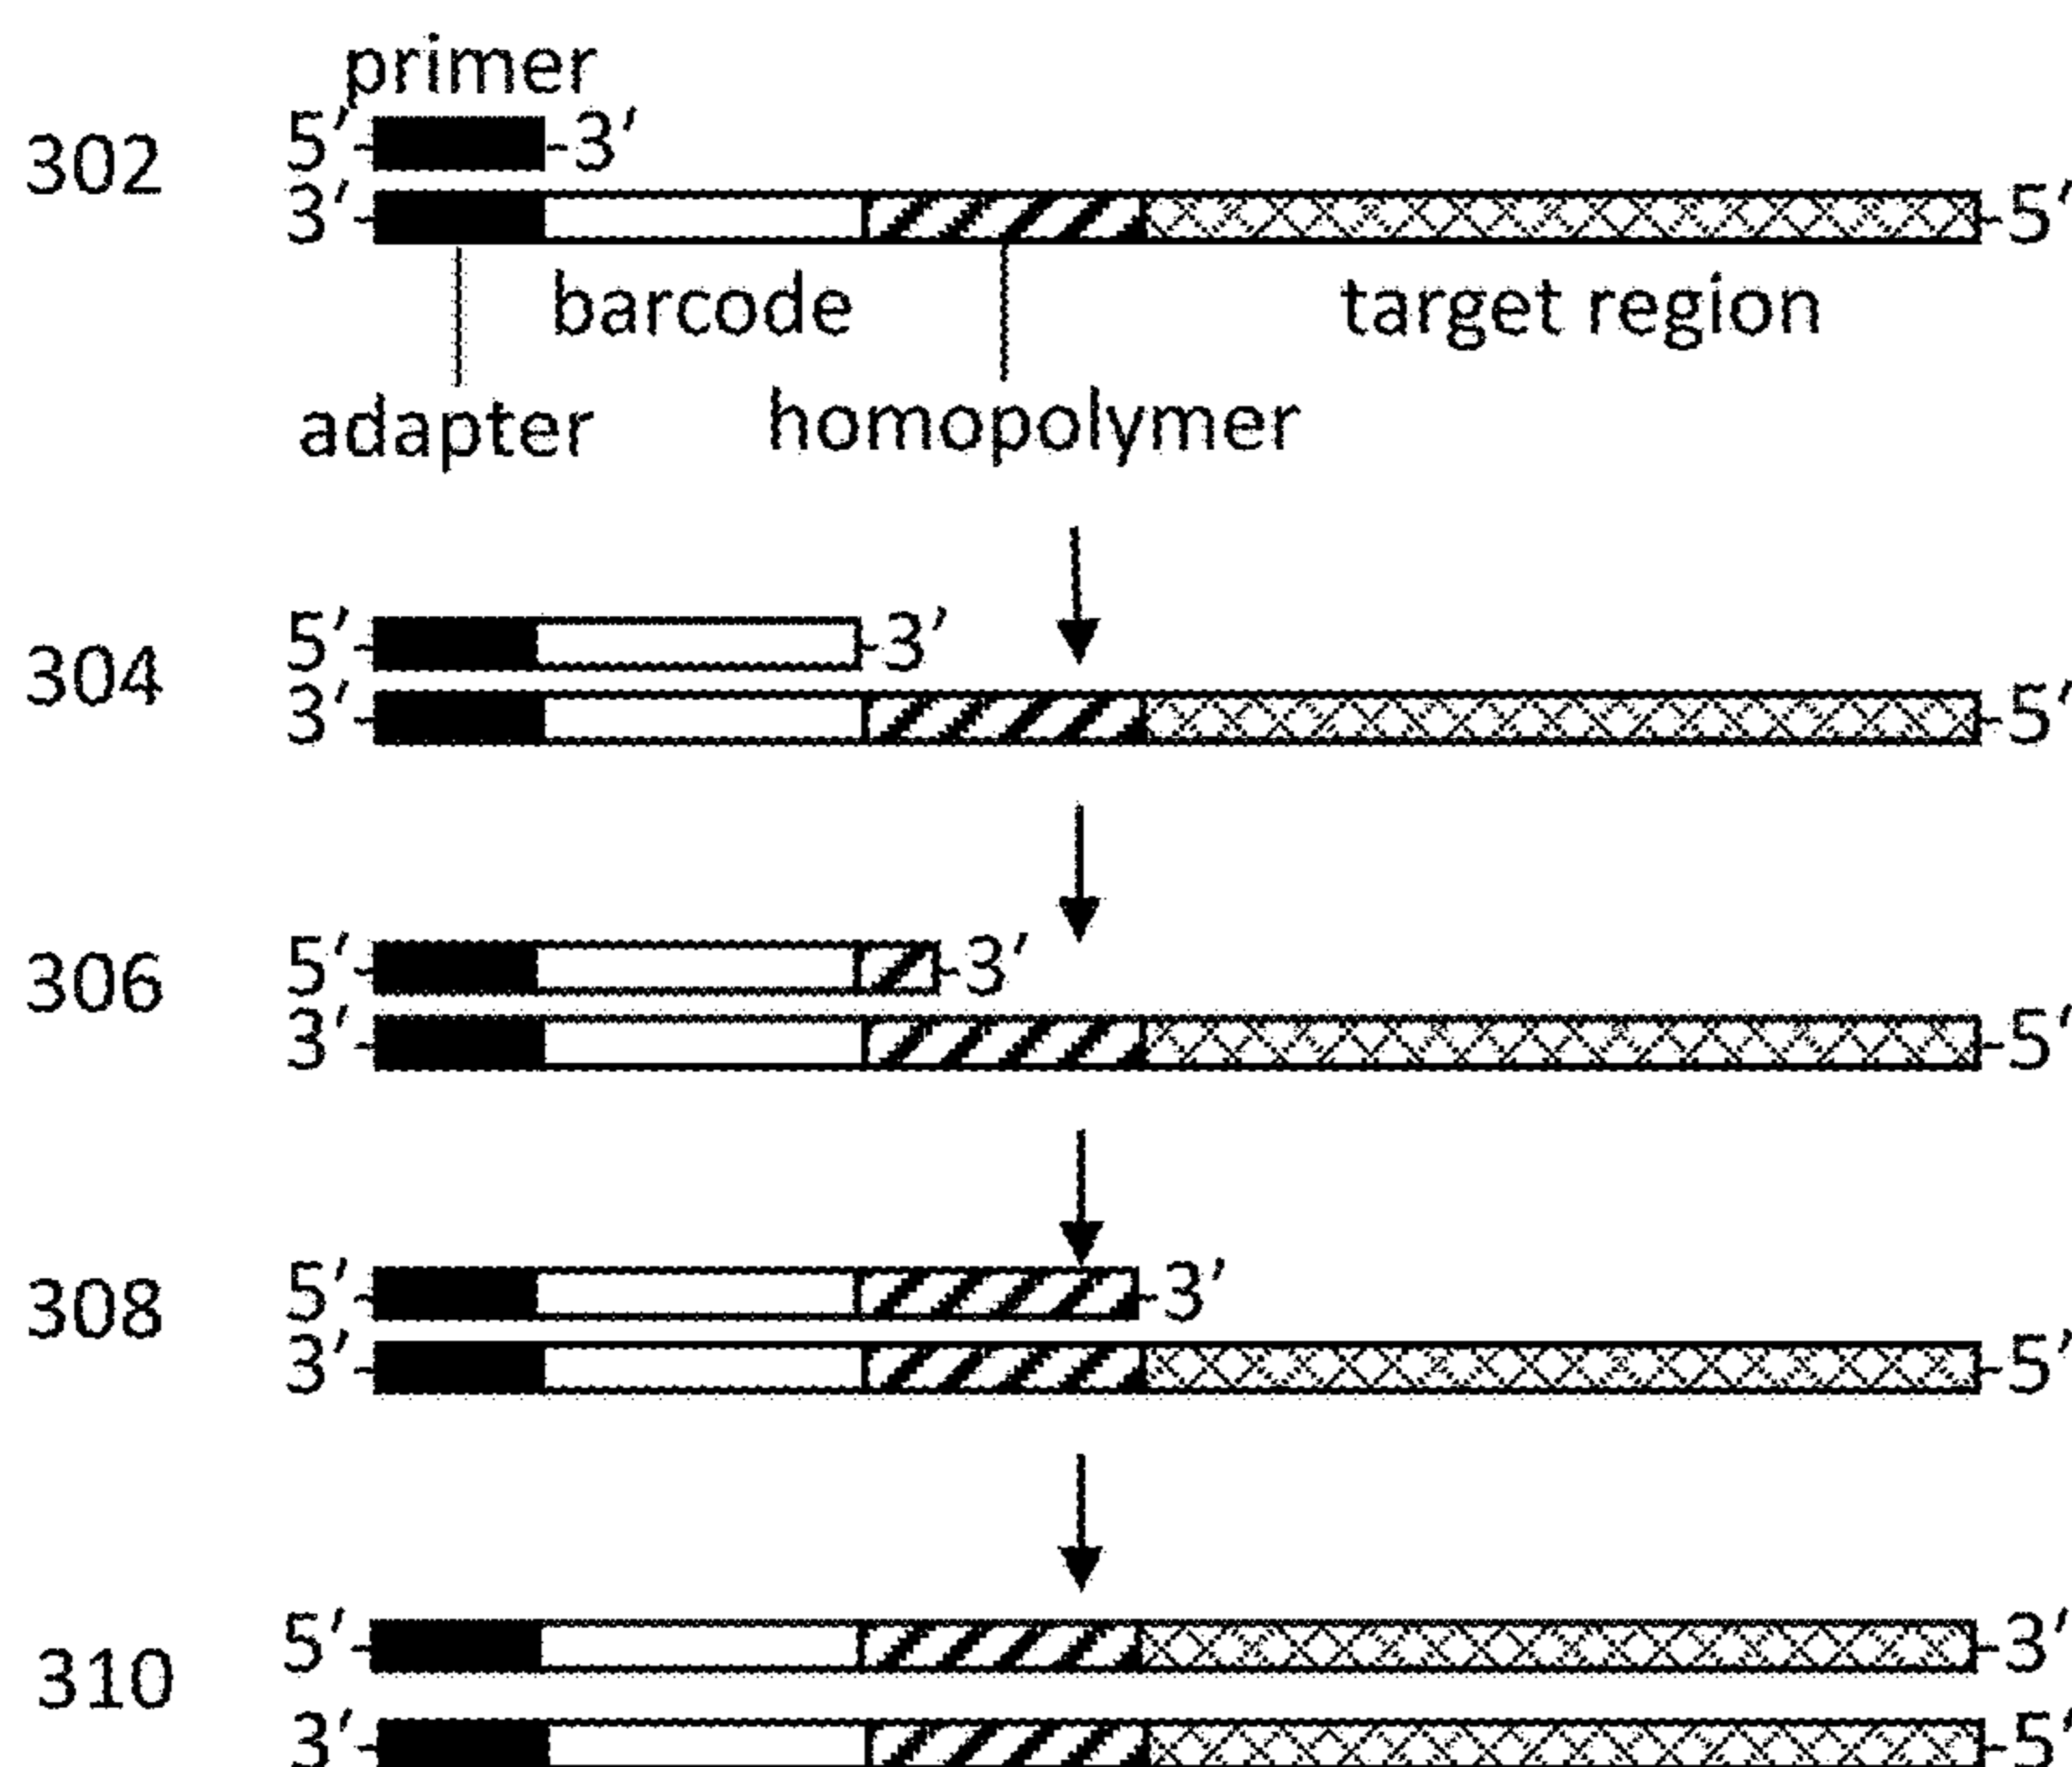 primer
302 5' 3'
3' 5'
barcode target region
adapter homopolymer
304 5' 3'
3' 5'
306 5' 3'
3' 5'
308 5' 3'
3' 5'
310 5' 3'
3' 5'